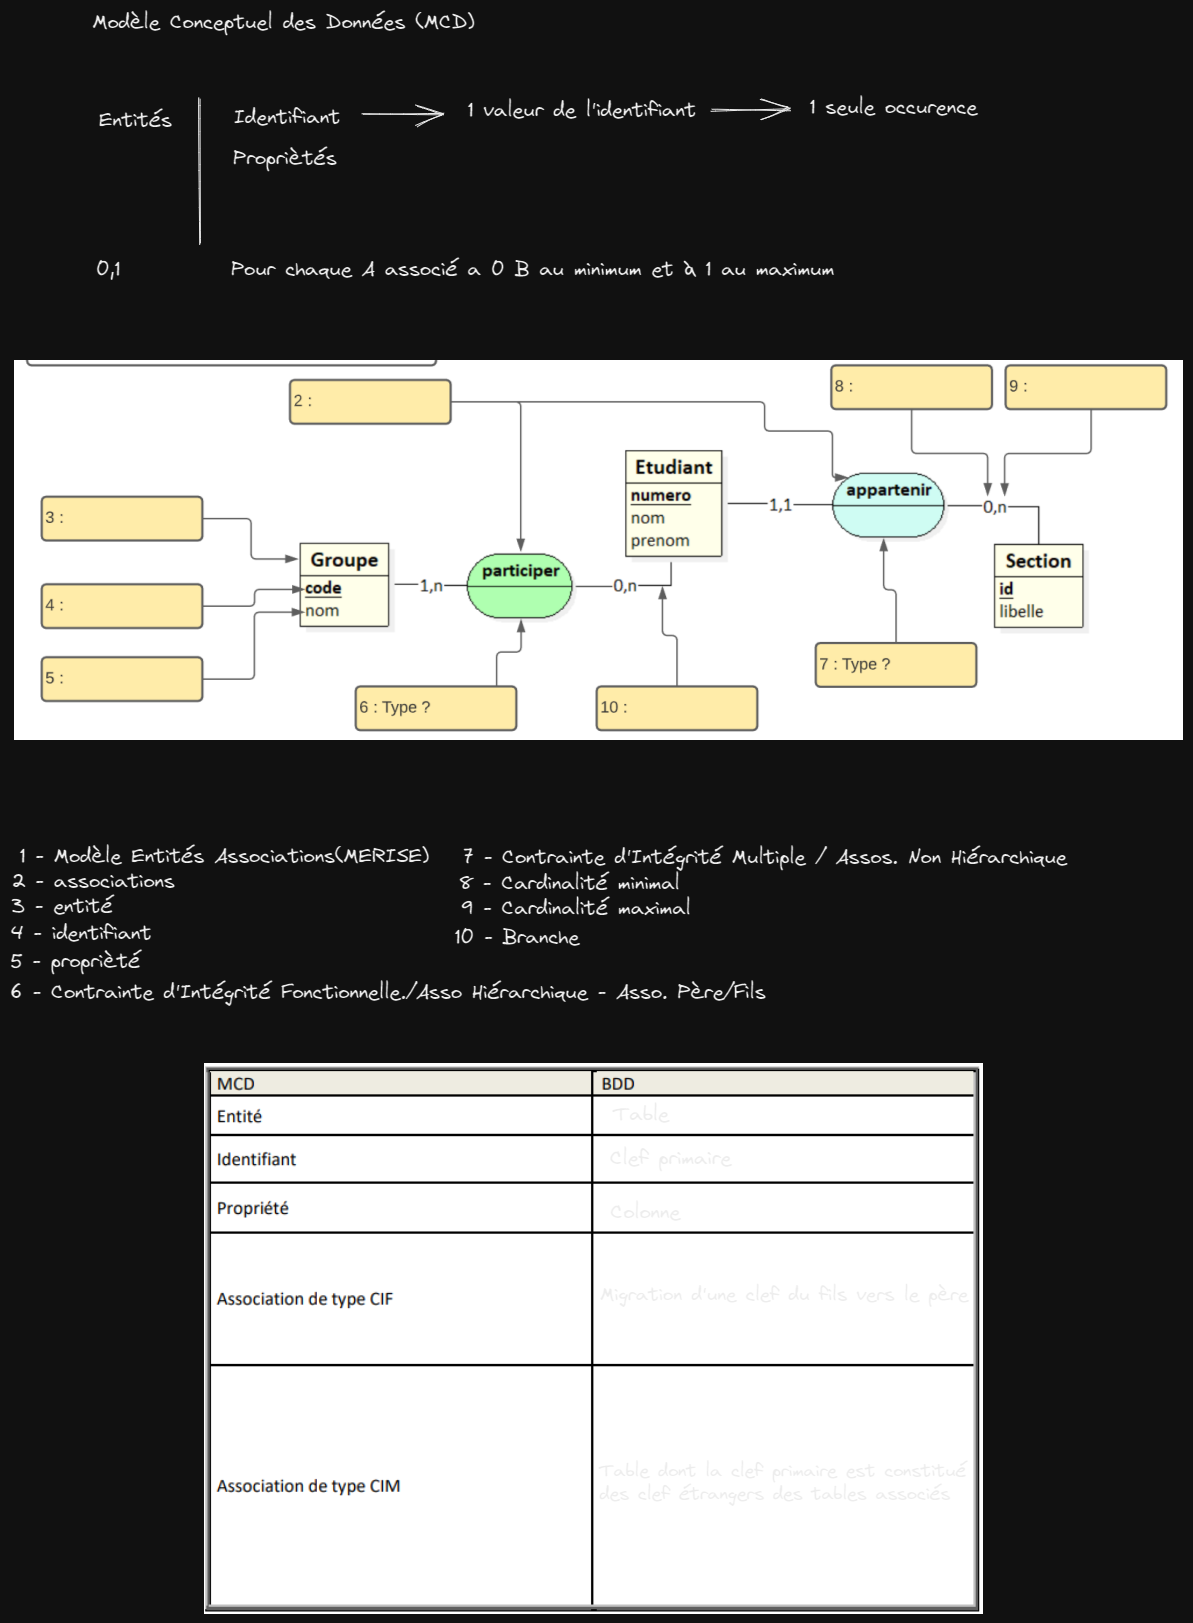 Modèle Conceptuel des Données (MCD)
Entités
Identifiant
1 valeur de l'identifiant
1 seule occurence
Propriètés
0,1
Pour chaque A associé a 0 B au minimum et à 1 au maximum
2 :
8 :
9 :
3 :
4 :
5 :
Groupe
code
nom
1,n
participer
0,n
Etudiant
numero
nom
prenom
1,1
appartenir
0,n
Section
id
libelle
6 : Type ?
10 :
7 : Type ?
1 - Modèle Entités Associations(MERISE)
2 - associations
3 - entité
4 - identifiant
5 - propriété
6 - Contrainte d'Intégrité Fonctionnelle./Asso Hiérarchique - Asso. Père/Fils
7 - Contrainte d'Intégrité Multiple / Assos. Non Hiérarchique
8 - Cardinalité minimal
9 - Cardinalité maximal
10 - Branche
MCD
BDD
Entité
Table
Identifiant
Clef primaire
Propriété
Colonne
Association de type CIF
Migration d'une clef du fils vers le père
Association de type CIM
Table dont la clef primaire est constitué
des clef étrangers des tables associés